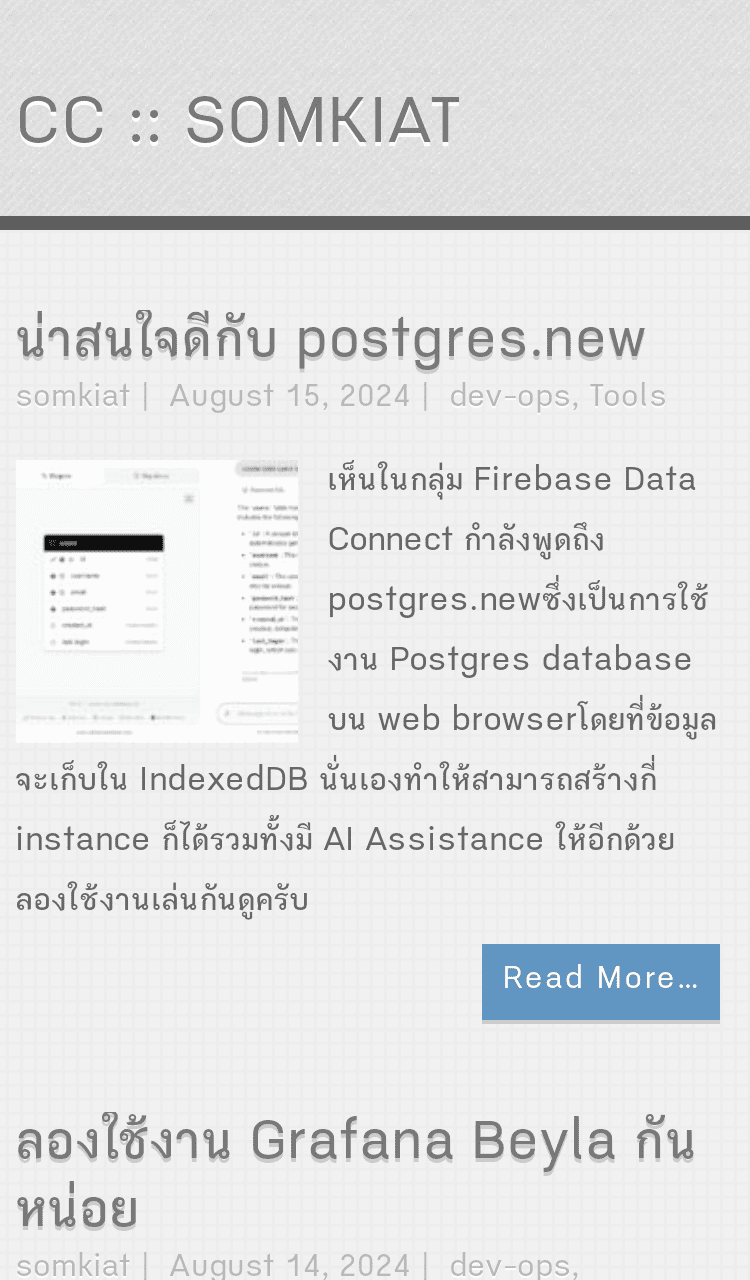 CC :: SOMKIAT
น่าสนใจดีกับ postgres.new
somkiat | August 15, 2024 | dev-ops, Tools
เห็นในกลุ่ม Firebase Data
Connect กำลังพูดถึง
postgres.newซึ่งเป็นการใช้
งาน Postgres database
บน web browserโดยที่ข้อมูล
จะเก็บใน IndexedDB นั่นเองทำให้สามารถสร้างกี่
instance ก็ได้รวมทั้งมี AI Assistance ให้อีกด้วย
ลองใช้งานเล่นกันดูครับ
Read More…
ลองใช้งาน Grafana Beyla กัน
หน่อย
somkiat | August 14, 2024 | dev-ops,